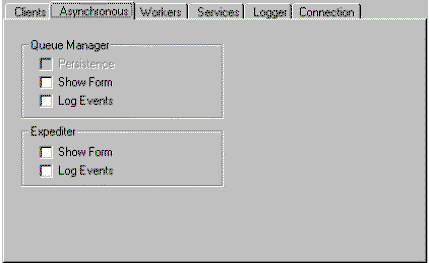 Clients Asynchronous Workers Services Logger Connection
Queue Manager
Persistence
Show Form
Log Events
Expediter
Show Form
Log Events